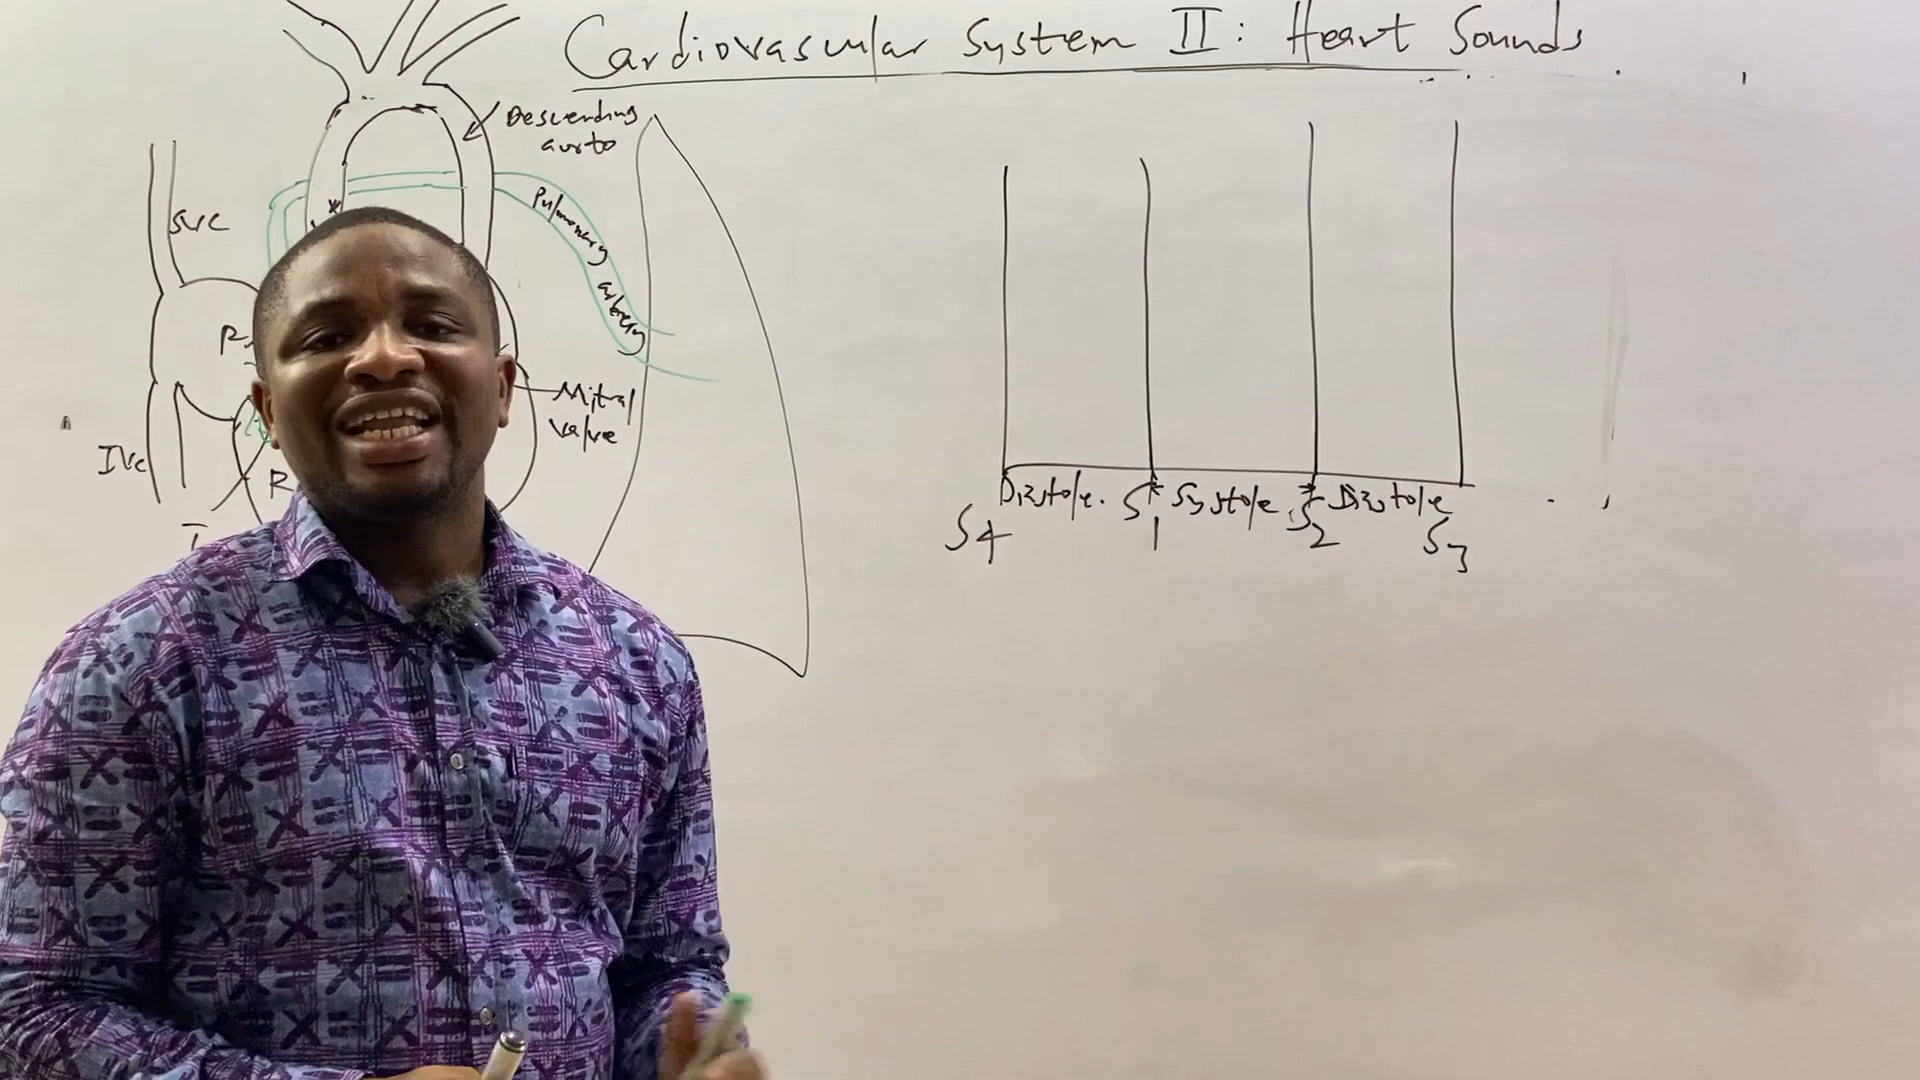 Cardiovascular System II: Heart Sounds
Descending
aorta
SVC
Pulmonary
artery
R
Mitral
valve
IVC
R
Diastole. S1 Systole S2 Diastole
S4
S3